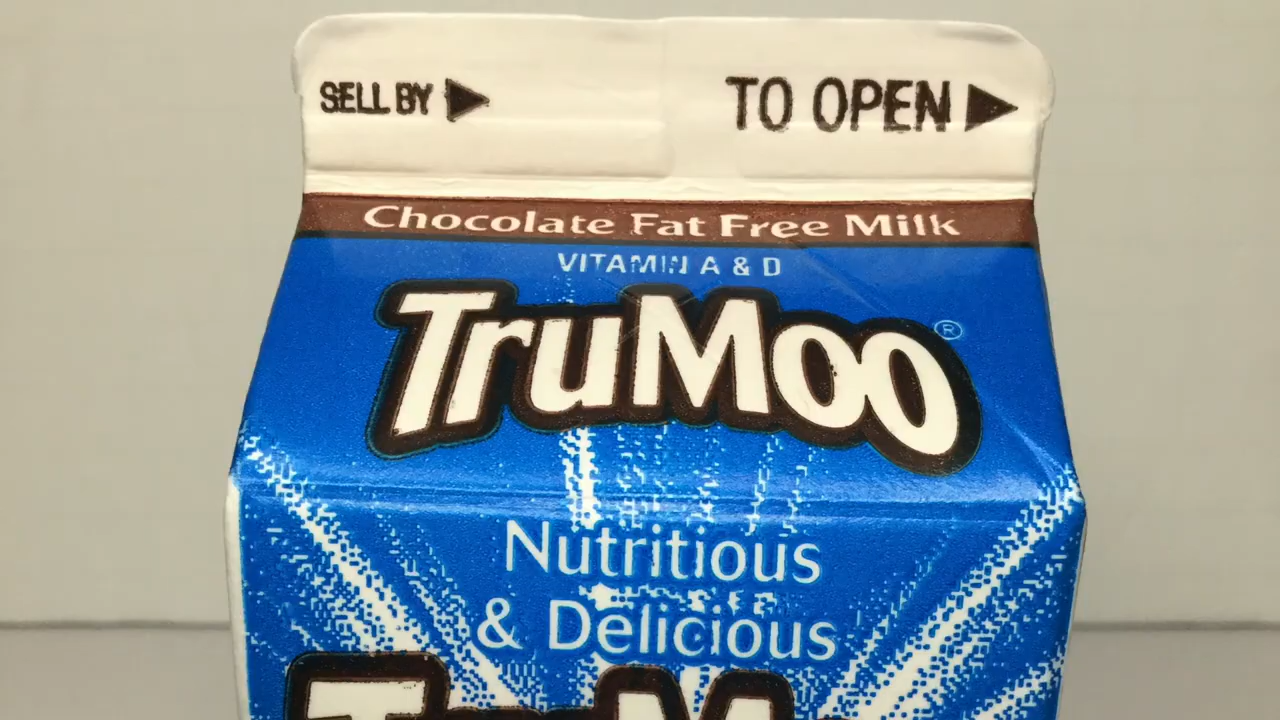 SELL BY ▶ TO OPEN ▶
Chocolate Fat Free Milk
VITAMIN A & D
TruMoo®
Nutritious
& Delicious